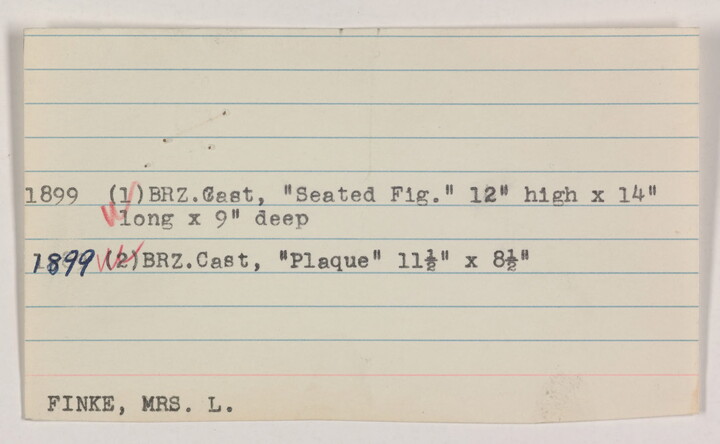 1899 (1)BRZ.Cast, "Seated Fig." 12" high x 14"
long x 9" deep
1899 (2)BRZ.Cast, "Plaque" 11½" x 8½"
FINKE, MRS. L.